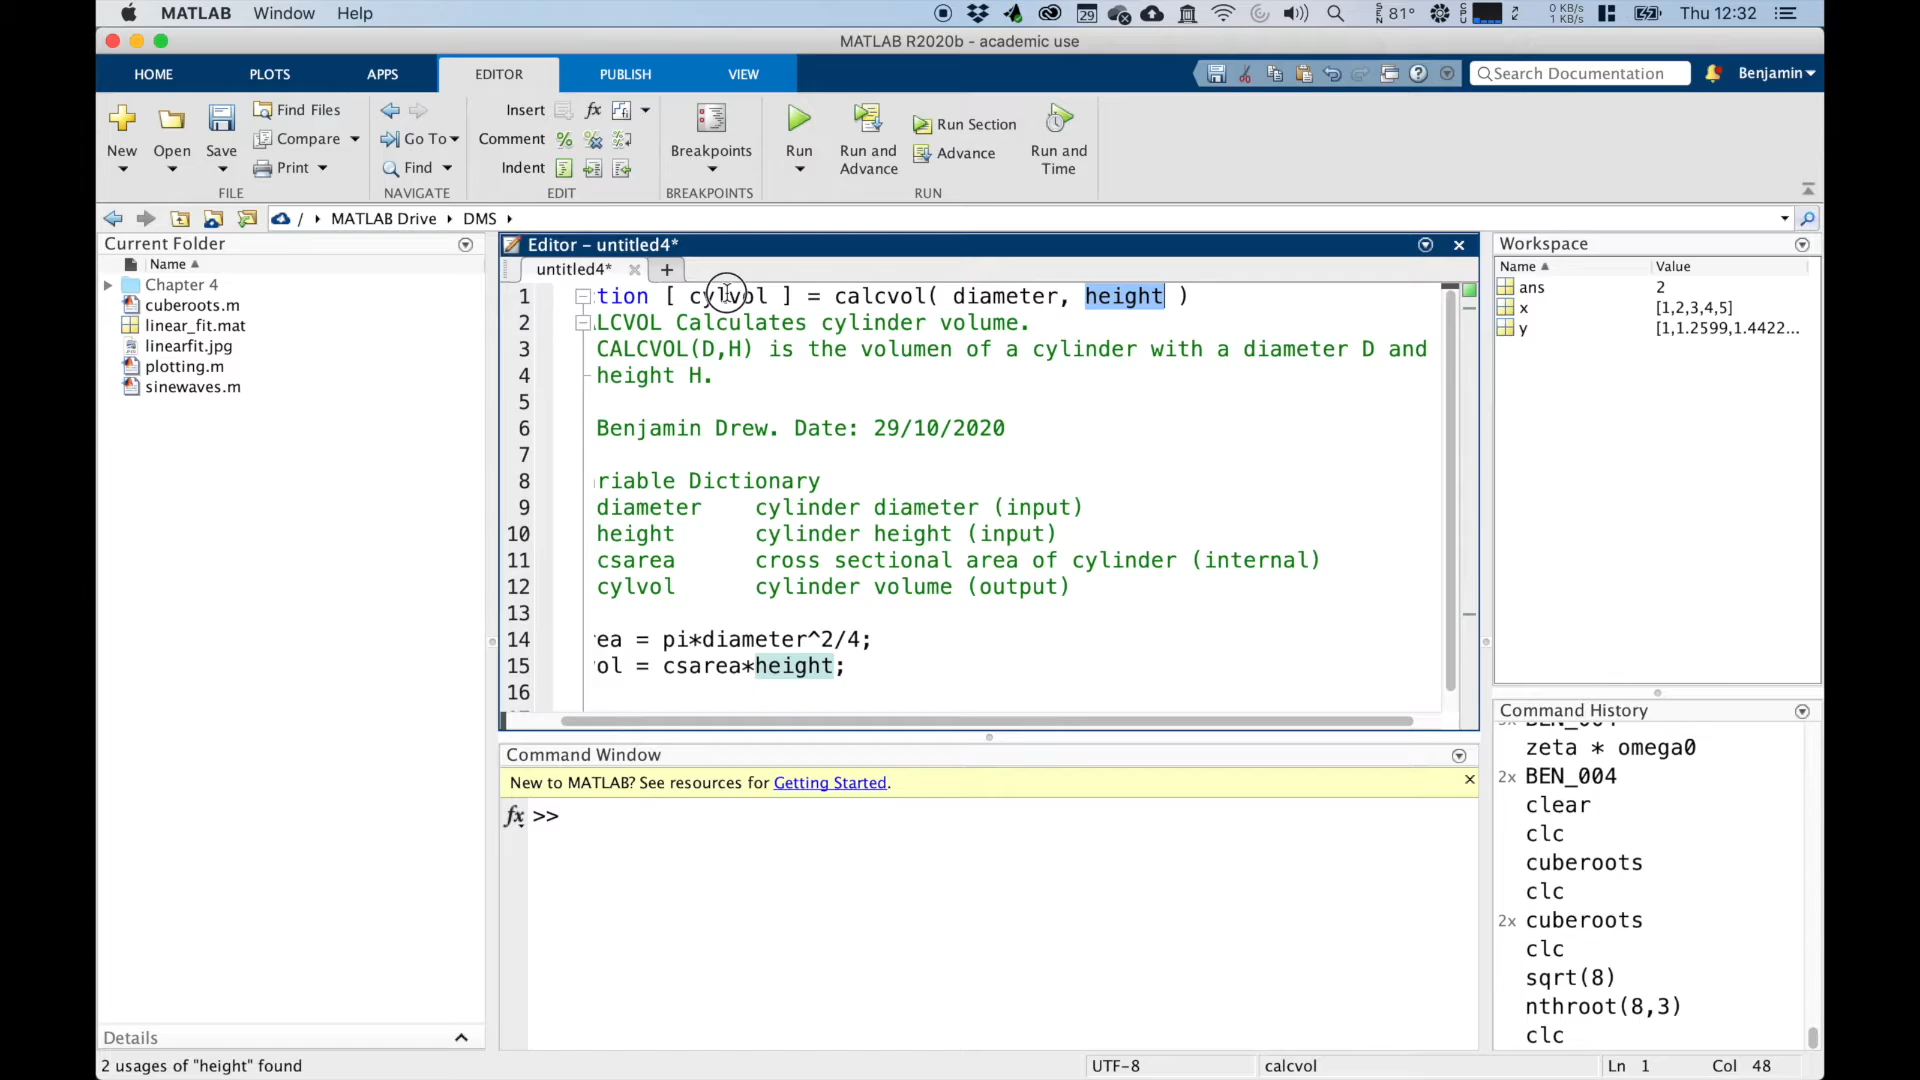 MATLAB Window Help
29
SEN 81°
CPU
0 KB/s
1 KB/s
Thu 12:32
MATLAB R2020b - academic use
HOME PLOTS APPS EDITOR PUBLISH VIEW
Search Documentation
Benjamin
New Open Save
Find Files
Compare
Print
FILE
Go To
Find
NAVIGATE
Insert fx
Comment
Indent
EDIT
Breakpoints
BREAKPOINTS
Run
Run and Advance
Run Section
Advance
Run and Time
RUN
/ MATLAB Drive DMS
Current Folder
Name
Chapter 4
cuberoots.m
linear_fit.mat
linearfit.jpg
plotting.m
sinewaves.m
Details
Editor - untitled4*
untitled4*
1 tion [ cylvol ] = calcvol( diameter, height )
2 LCVOL Calculates cylinder volume.
3 CALCVOL(D,H) is the volumen of a cylinder with a diameter D and
4 height H.
5
6 Benjamin Drew. Date: 29/10/2020
7
8 riable Dictionary
9 diameter cylinder diameter (input)
10 height cylinder height (input)
11 csarea cross sectional area of cylinder (internal)
12 cylvol cylinder volume (output)
13
14 ea = pi*diameter^2/4;
15 ol = csarea*height;
16
Command Window
New to MATLAB? See resources for Getting Started.
fx >>
Workspace
Name Value
ans 2
x [1,2,3,4,5]
y [1,1.2599,1.4422...
Command History
BEN_004
zeta * omega0
2x BEN_004
clear
clc
cuberoots
clc
2x cuberoots
clc
sqrt(8)
nthroot(8,3)
clc
2 usages of "height" found
UTF-8
calcvol
Ln 1 Col 48